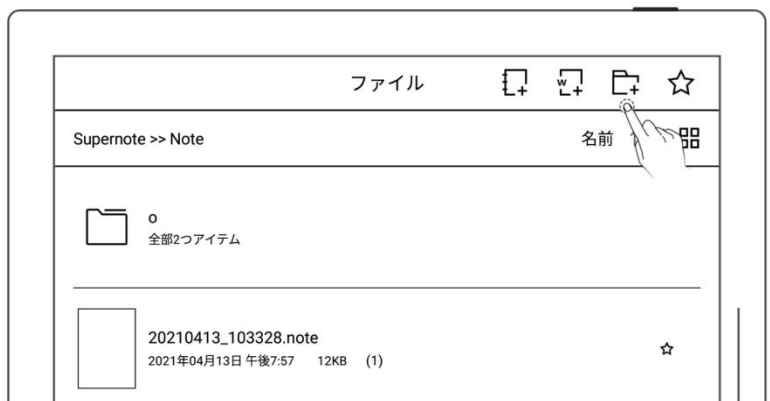 ファイル
W
Supernote >> Note 名前
o
全部2つアイテム
20210413_103328.note
2021年04月13日 午後7:57 12KB (1)